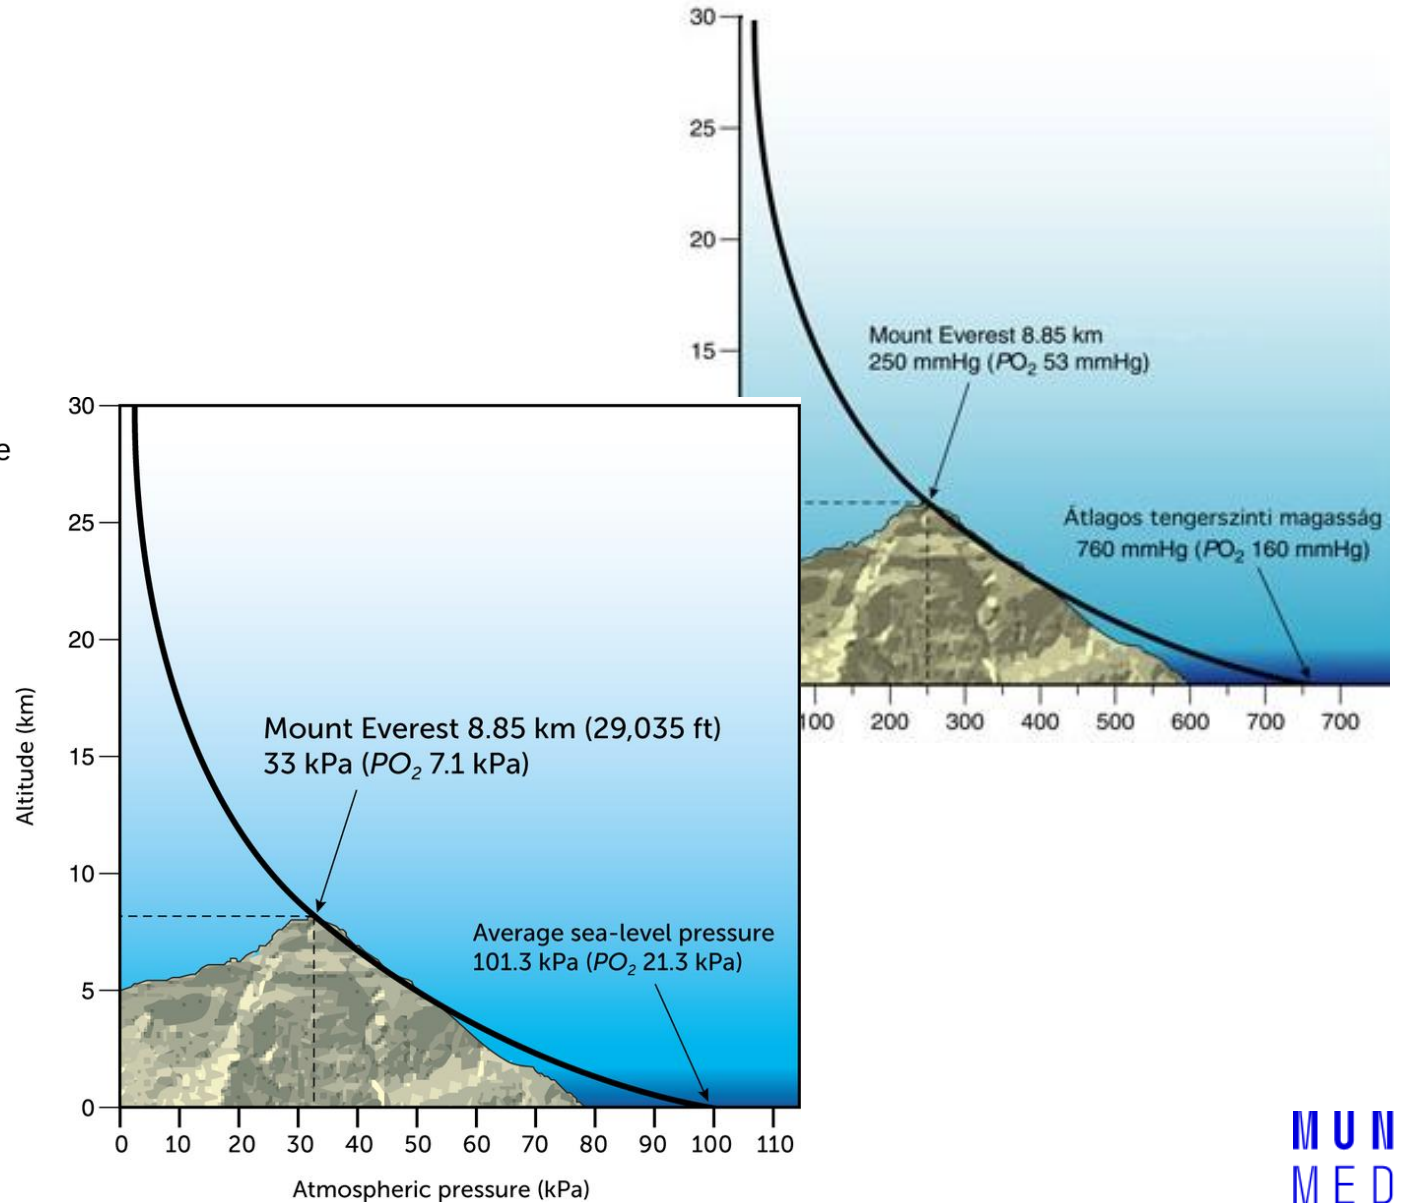 30
25
20
15
Mount Everest 8.85 km
250 mmHg (PO2 53 mmHg)
Átlagos tengerszinti magasság
760 mmHg (PO2 160 mmHg)
100 200 300 400 500 600 700 700
e
30
25
20
15
10
5
0
Altitude (km)
Mount Everest 8.85 km (29,035 ft)
33 kPa (PO2 7.1 kPa)
Average sea-level pressure
101.3 kPa (PO2 21.3 kPa)
0 10 20 30 40 50 60 70 80 90 100 110
Atmospheric pressure (kPa)
MUN
MED